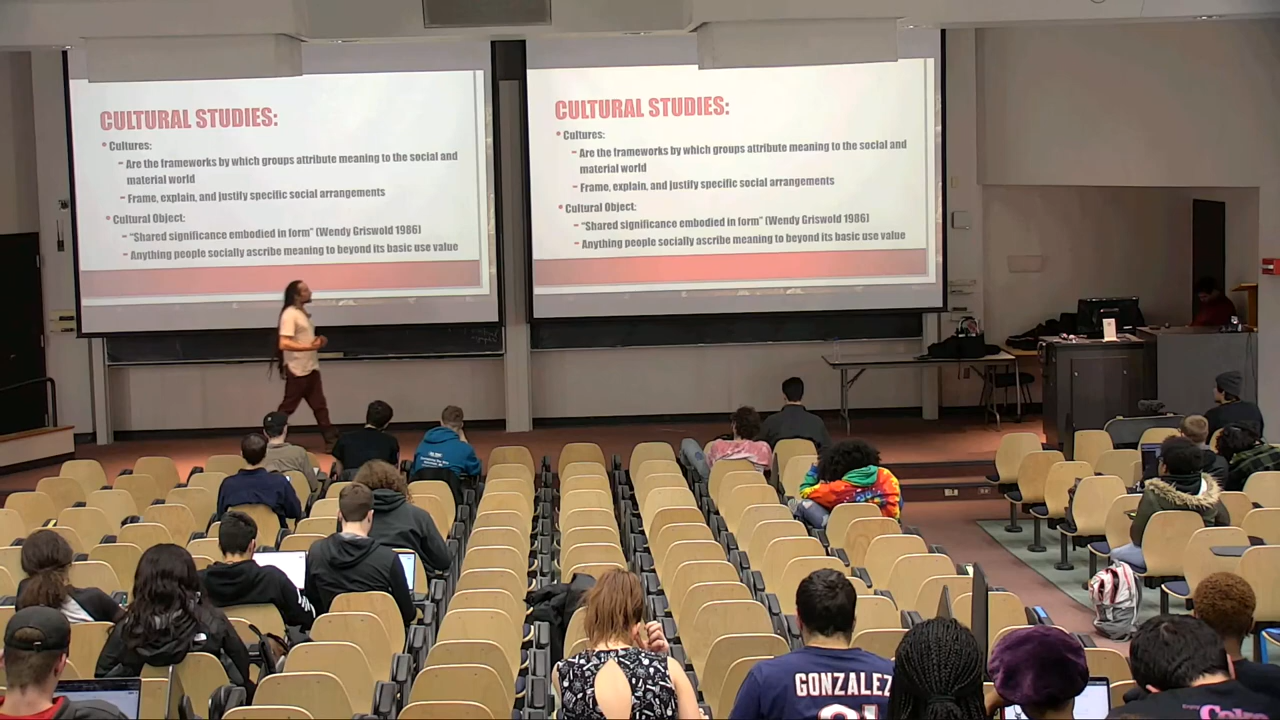 CULTURAL STUDIES:
Cultures:
Are the frameworks by which groups attribute meaning to the social and
material world
Frame, explain, and justify specific social arrangements
Cultural Object:
"Shared significance embodied in form" (Wendy Griswold 1986)
Anything people socially ascribe meaning to beyond its basic use value
CULTURAL STUDIES:
Cultures:
Are the frameworks by which groups attribute meaning to the social and
material world
Frame, explain, and justify specific social arrangements
Cultural Object:
"Shared significance embodied in form" (Wendy Griswold 1986)
Anything people socially ascribe meaning to beyond its basic use value
GONZALEZ
Enjoy